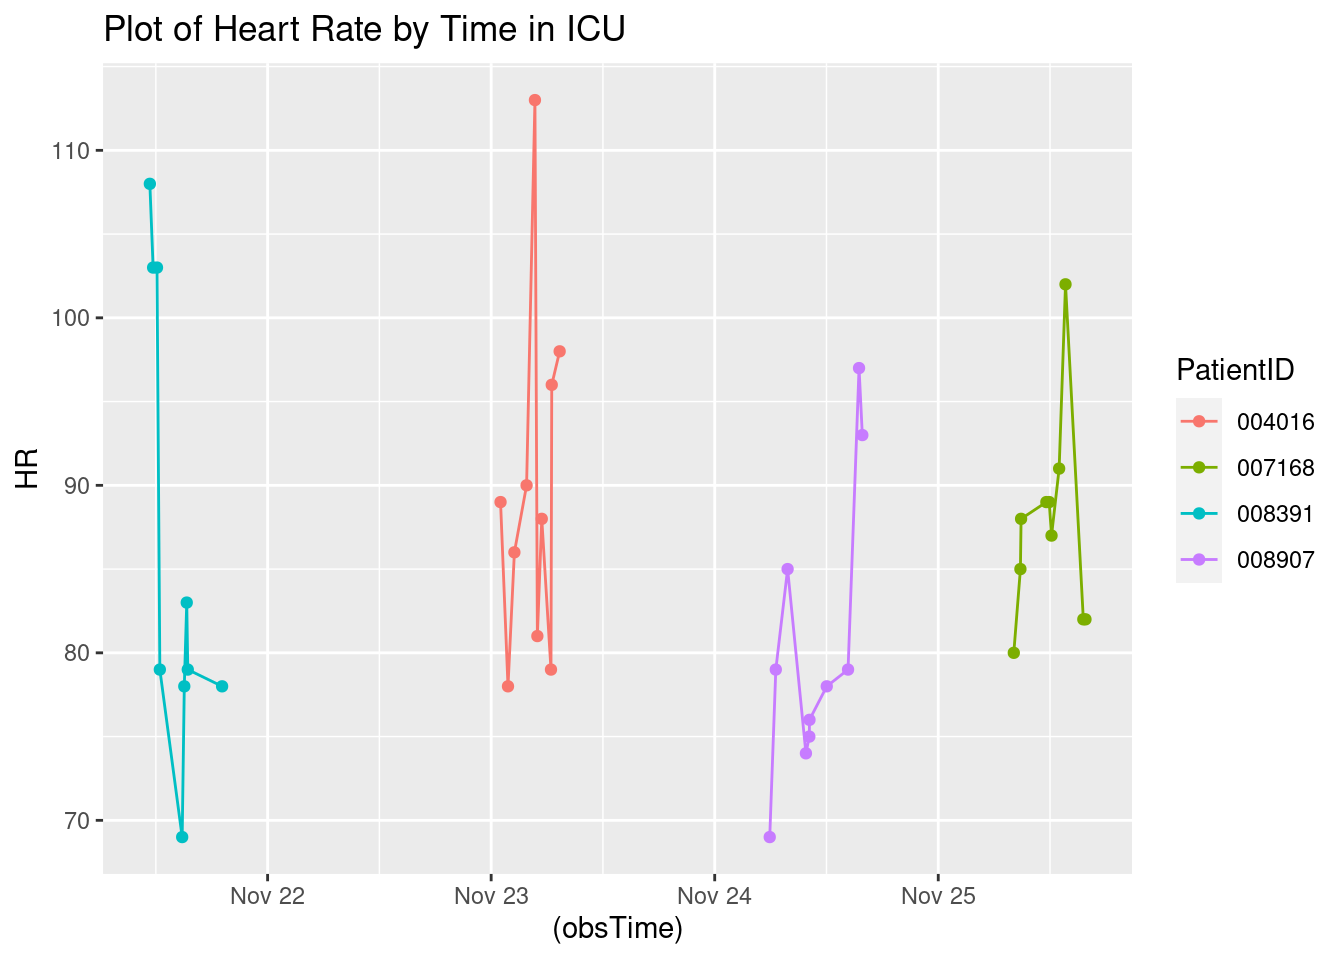 Plot of Heart Rate by Time in ICU
HR
110
100
90
80
70
Nov 22
Nov 23
Nov 24
Nov 25
(obsTime)
PatientID
004016
007168
008391
008907